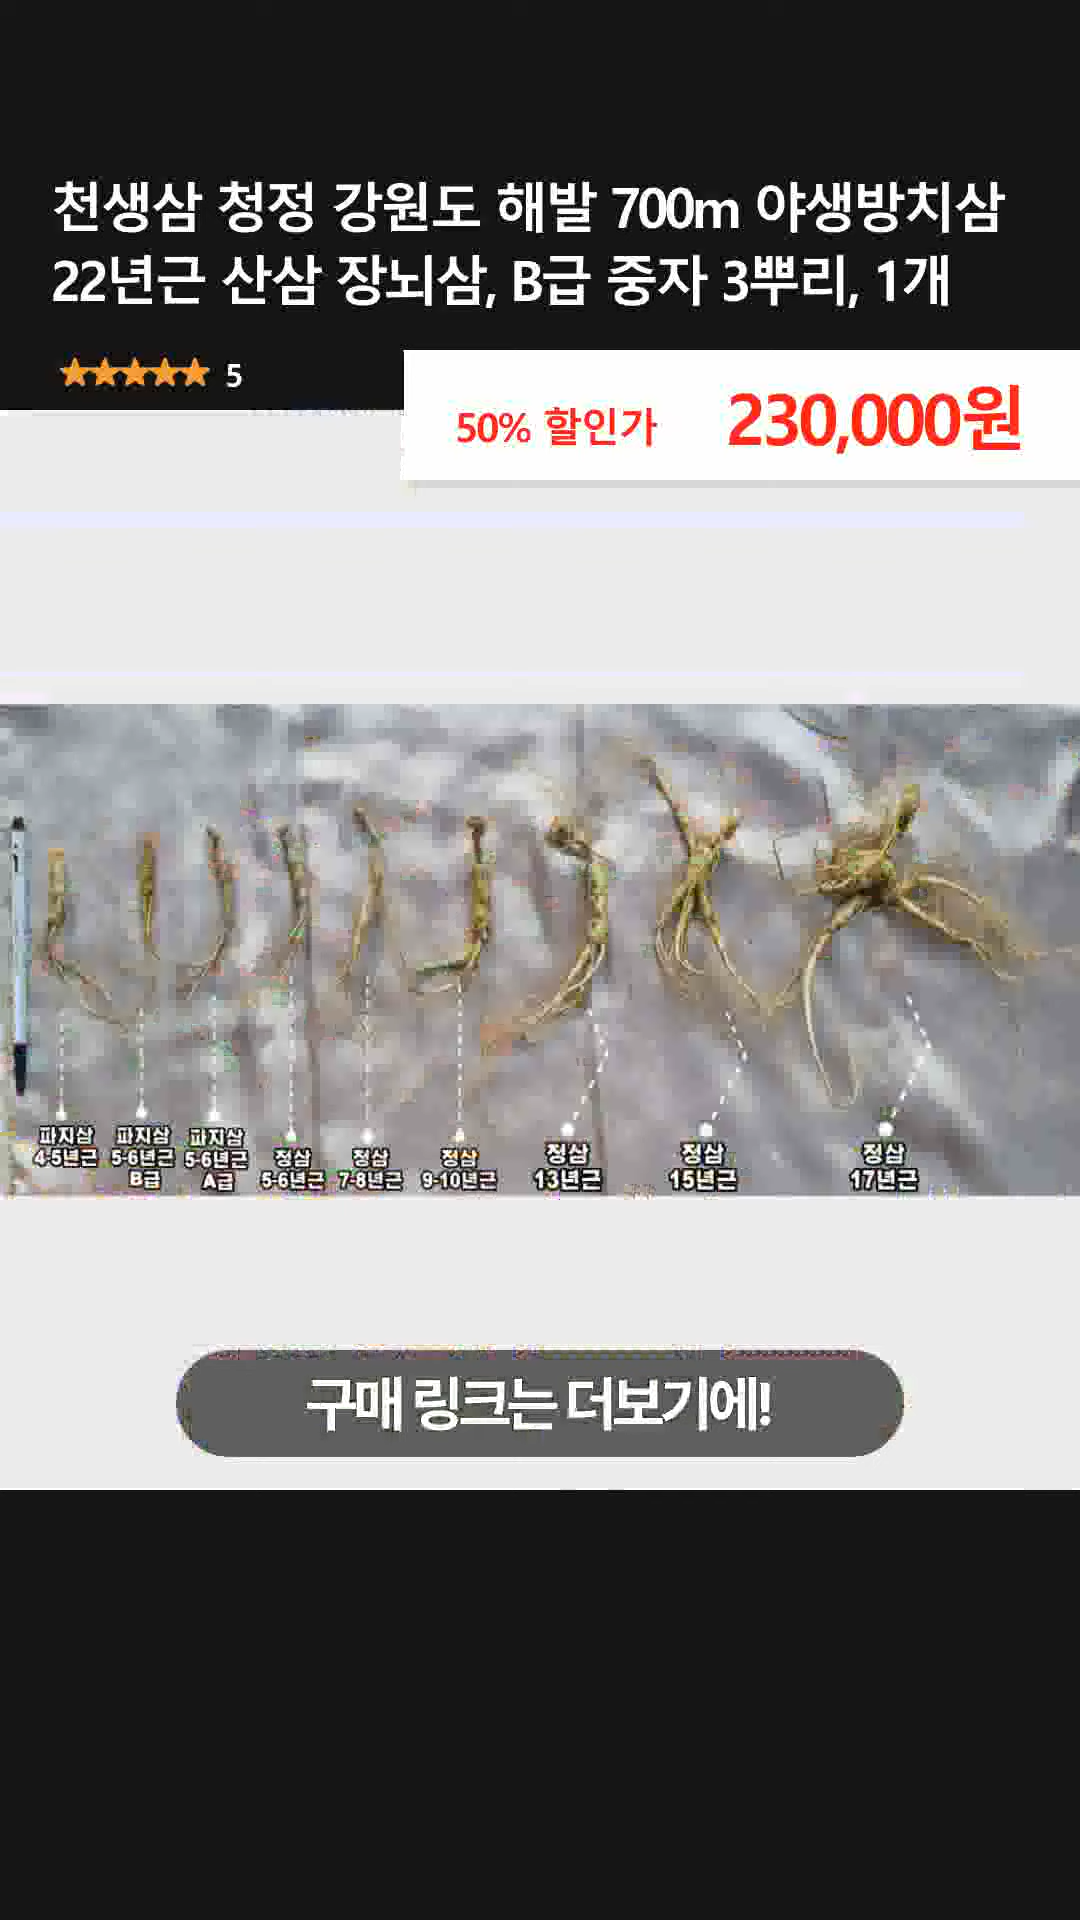 천생삼 청정 강원도 해발 700m 야생방치삼
22년근 산삼 장뇌삼, B급 중자 3뿌리, 1개
5
50% 할인가 230,000원
파지삼
4-5년근
파지삼
5-6년근
B급
파지삼
5-6년근
A급
정삼
5-6년근
정삼
7-8년근
정삼
9-10년근
정삼
13년근
정삼
15년근
정삼
17년근
구매 링크는 더보기에!